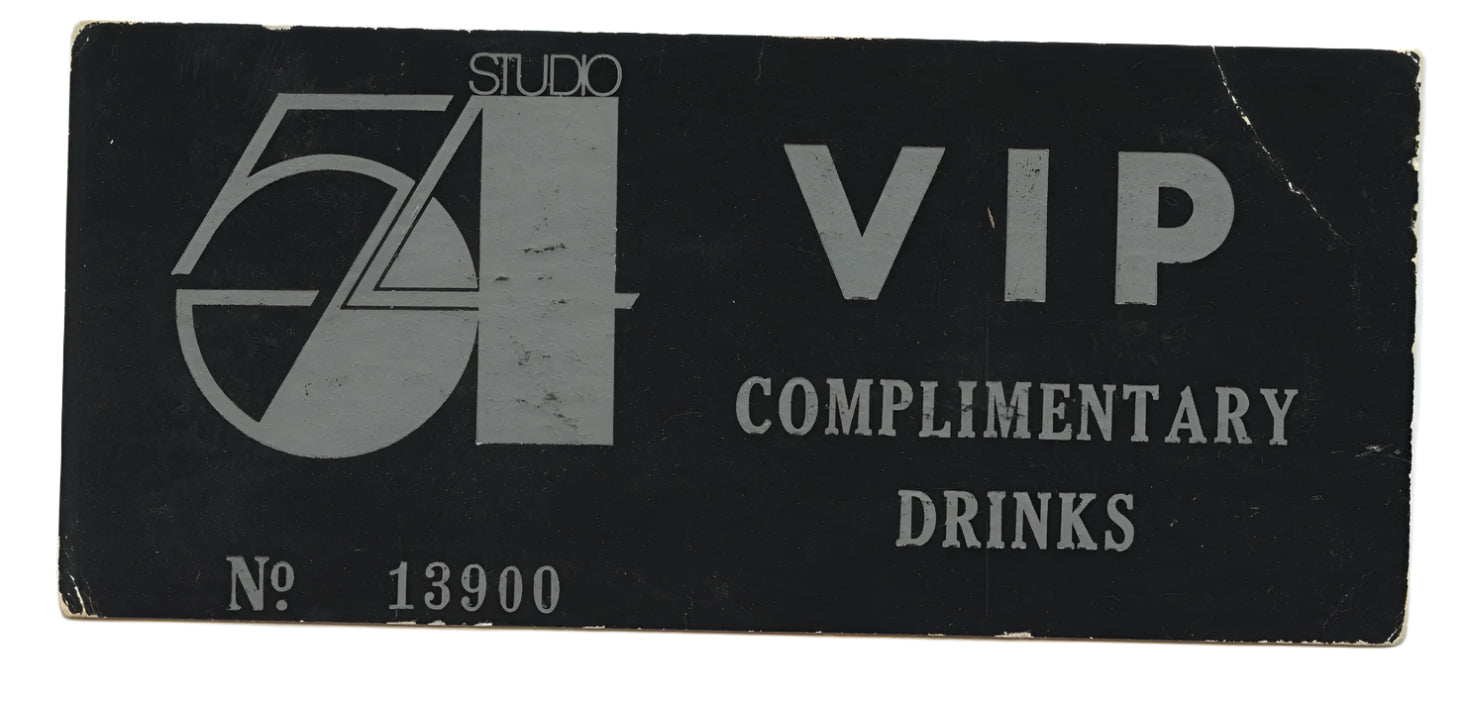 STUDIO
54
VIP
COMPLIMENTARY
DRINKS
Nº 13900